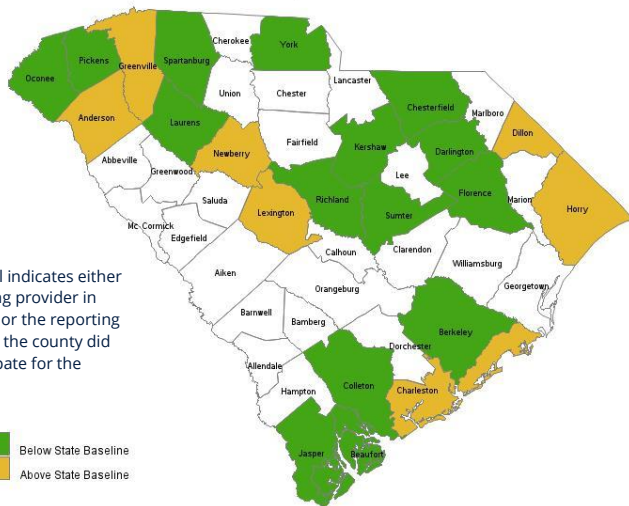 Cherokee
York
Oconee
Pickens
Greenville
Spartanburg
Union
Chester
Lancaster
Chesterfield
Marlboro
Anderson
Laurens
Dillon
Abbeville
Greenwood
Newberry
Fairfield
Kershaw
Darlington
Lee
Florence
Marion
Horry
Saluda
Mc Cormick
Edgefield
Lexington
Richland
Sumter
Calhoun
Clarendon
Williamsburg
Georgetown
Aiken
Orangeburg
Barnwell
Bamberg
Berkeley
Dorchester
Allendale
Hampton
Colleton
Charleston
Jasper
Beaufort
l indicates either
ng provider in
or the reporting
the county did
pate for the
Below State Baseline
Above State Baseline